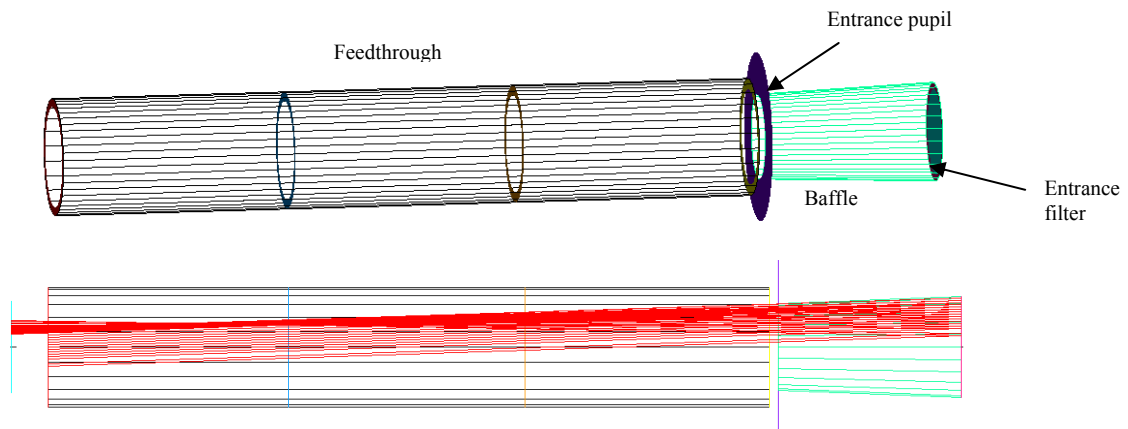 Entrance pupil
Feedthrough
Entrance
filter
Baffle